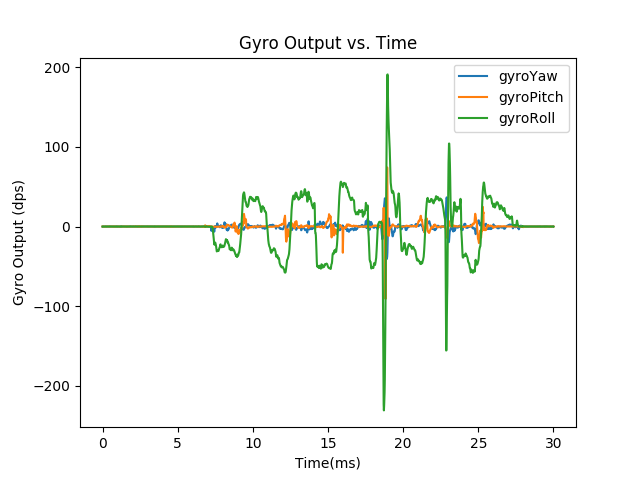 Gyro Output vs. Time
gyroYaw
gyroPitch
gyroRoll
200
100
0
−100
−200
Gyro Output (dps)
0 5 10 15 20 25 30
Time(ms)